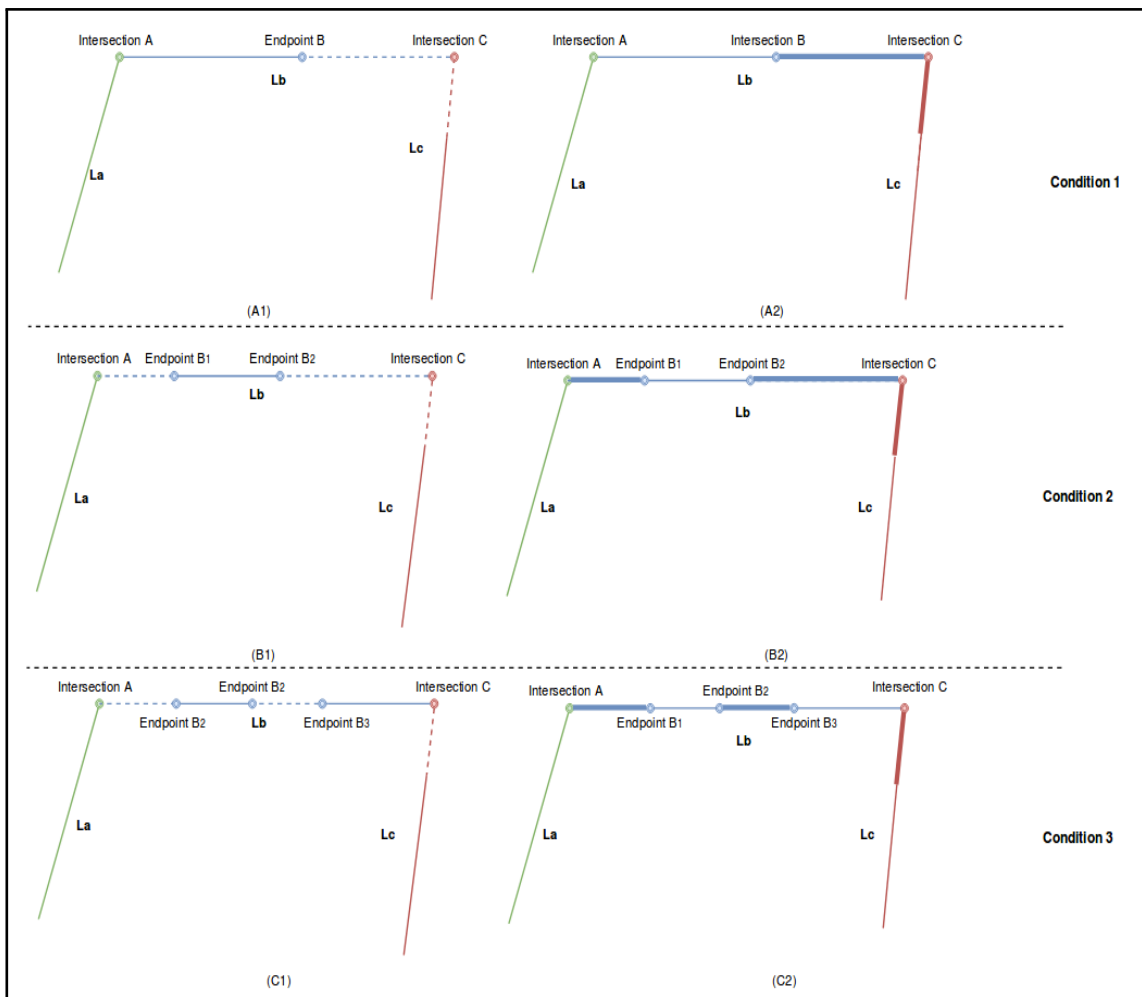 Intersection A Endpoint B Intersection C
Lb
Lc
La
(A1)
Intersection A Intersection B Intersection C
Lb
La Lc
(A2)
Condition 1
Intersection A Endpoint B1 Endpoint B2 Intersection C
Lb
La
Lc
(B1)
Intersection A Endpoint B1 Endpoint B2 Intersection C
Lb
La Lc
(B2)
Condition 2
Intersection A Endpoint B2 Intersection C
Endpoint B2 Lb Endpoint B3
La
Lc
(C1)
Intersection A Endpoint B2 Intersection C
Endpoint B1 Endpoint B3
Lb
La Lc
(C2)
Condition 3